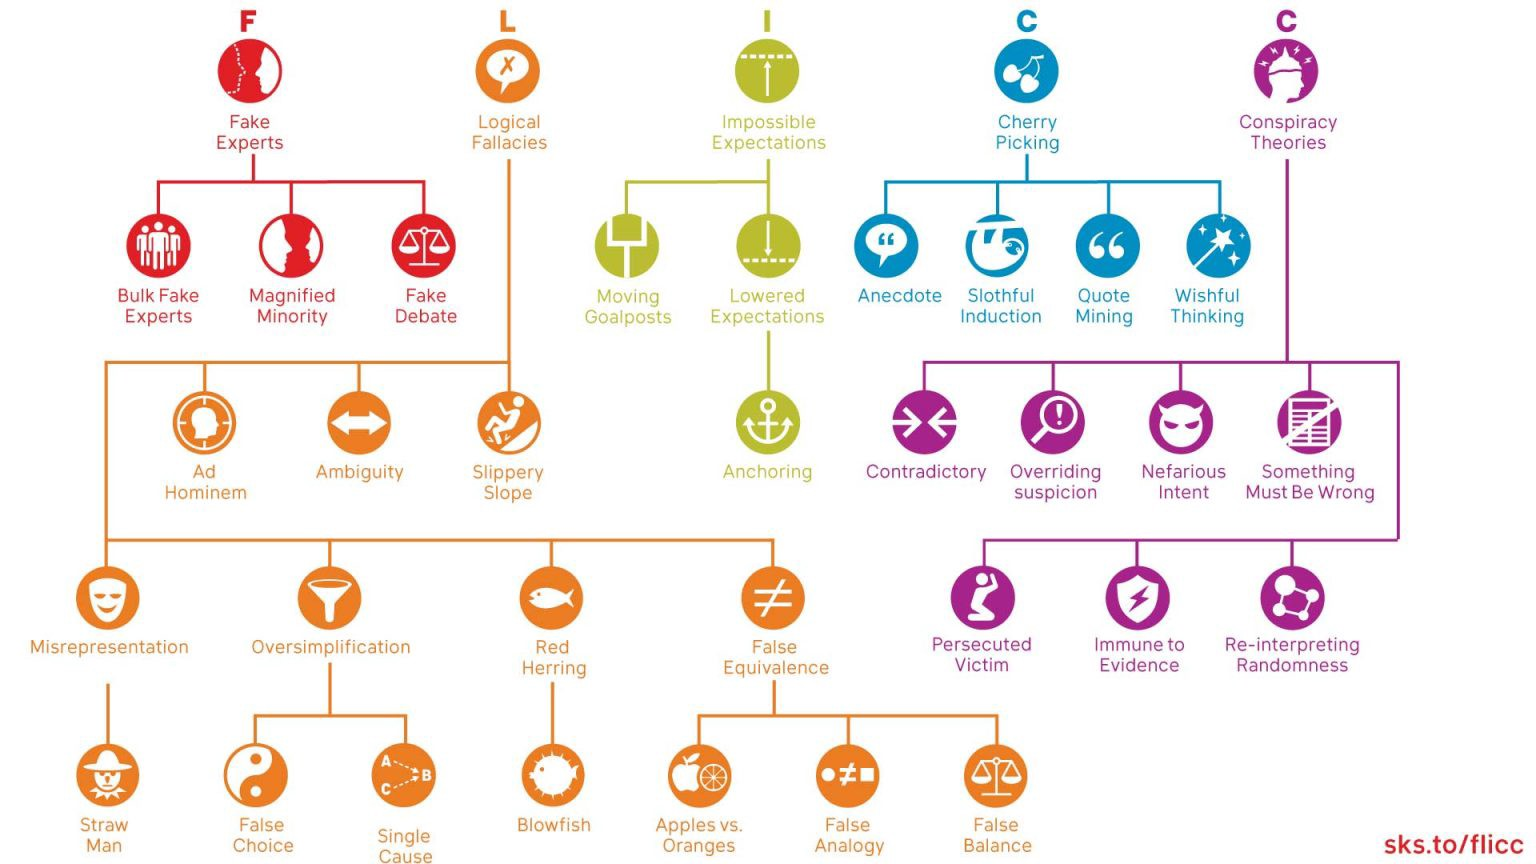 F
L
I
C
C
Fake
Experts
Logical
Fallacies
Impossible
Expectations
Cherry
Picking
Conspiracy
Theories
Bulk Fake
Experts
Magnified
Minority
Fake
Debate
Moving
Goalposts
Lowered
Expectations
Anecdote
Slothful
Induction
Quote
Mining
Wishful
Thinking
Ad
Hominem
Ambiguity
Slippery
Slope
Anchoring
Contradictory
Overriding
suspicion
Nefarious
Intent
Something
Must Be Wrong
Misrepresentation
Oversimplification
Red
Herring
False
Equivalence
Persecuted
Victim
Immune to
Evidence
Re-interpreting
Randomness
A
B
C
Straw
Man
False
Choice
Single
Cause
Blowfish
Apples vs.
Oranges
False
Analogy
False
Balance
sks.to/flicc